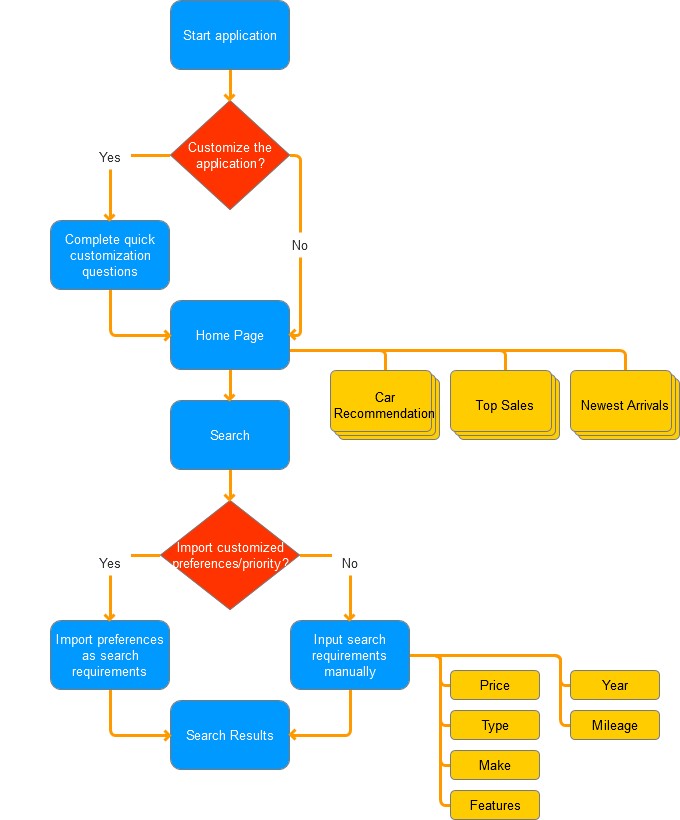 Start application
Customize the
application?
Yes
No
Complete quick
customization
questions
Home Page
Car
Recommendation
Top Sales
Newest Arrivals
Search
Import customized
preferences/priority?
Yes
No
Import preferences
as search
requirements
Input search
requirements
manually
Price
Year
Type
Mileage
Make
Features
Search Results